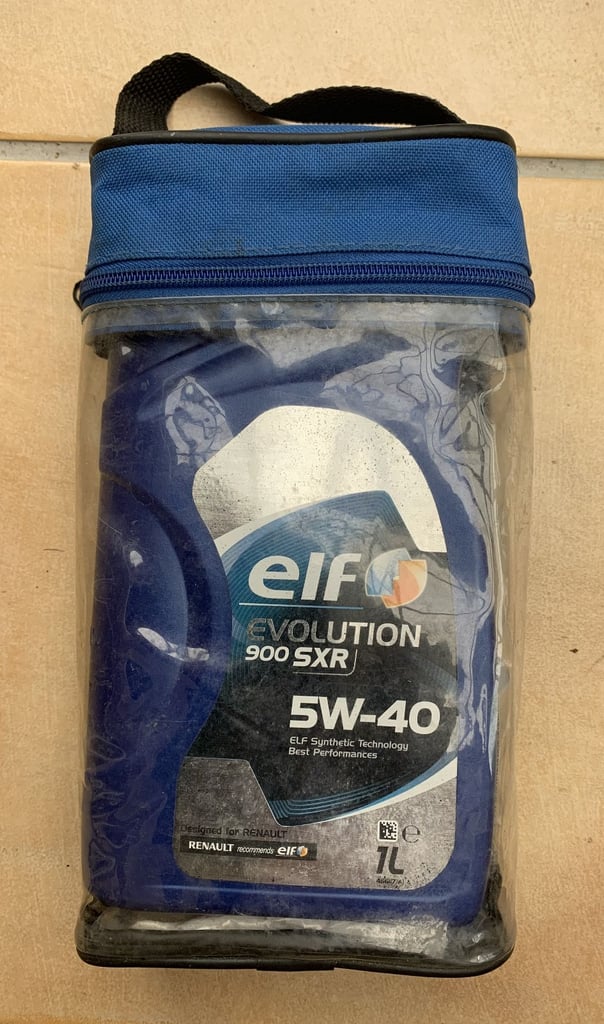 elf
EVOLUTION
900 SXR
5W-40
ELF Synthetic Technology
Best Performances
Designed for RENAULT
RENAULT recommends elf
e
1L